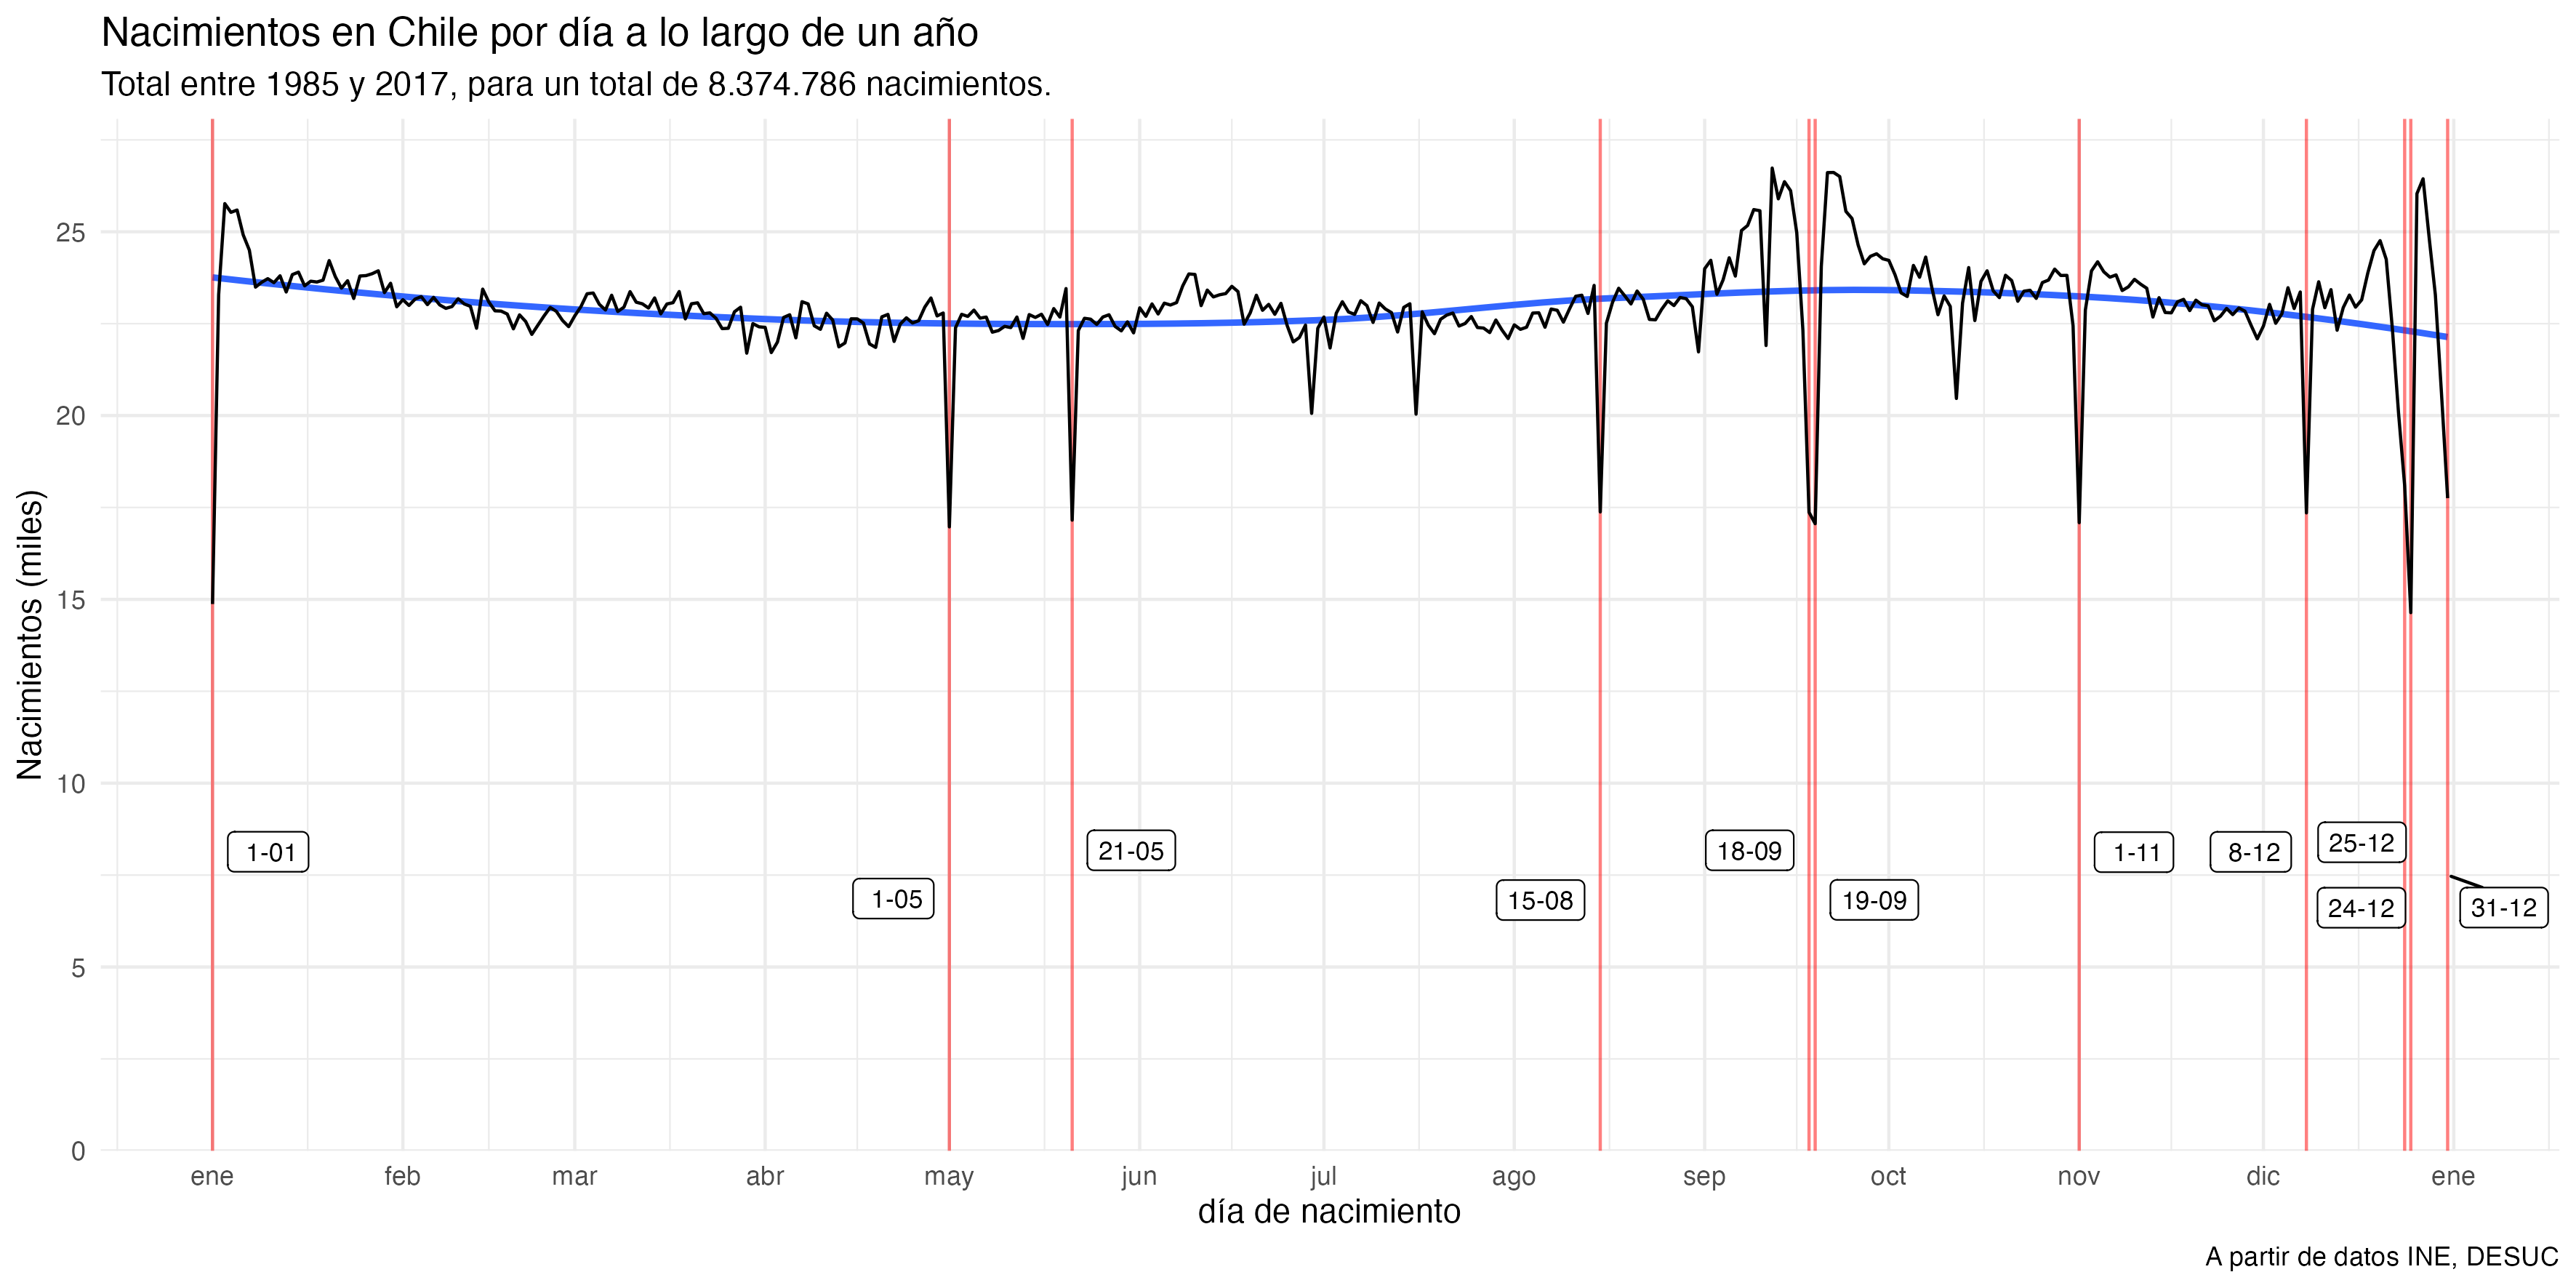 Nacimientos en Chile por día a lo largo de un año
Total entre 1985 y 2017, para un total de 8.374.786 nacimientos.
Nacimientos (miles)
25
20
15
10
5
0
1-01
1-05
21-05
15-08
18-09
19-09
1-11
8-12
25-12
24-12
31-12
ene feb mar abr may jun jul ago sep oct nov dic ene
día de nacimiento
A partir de datos INE, DESUC